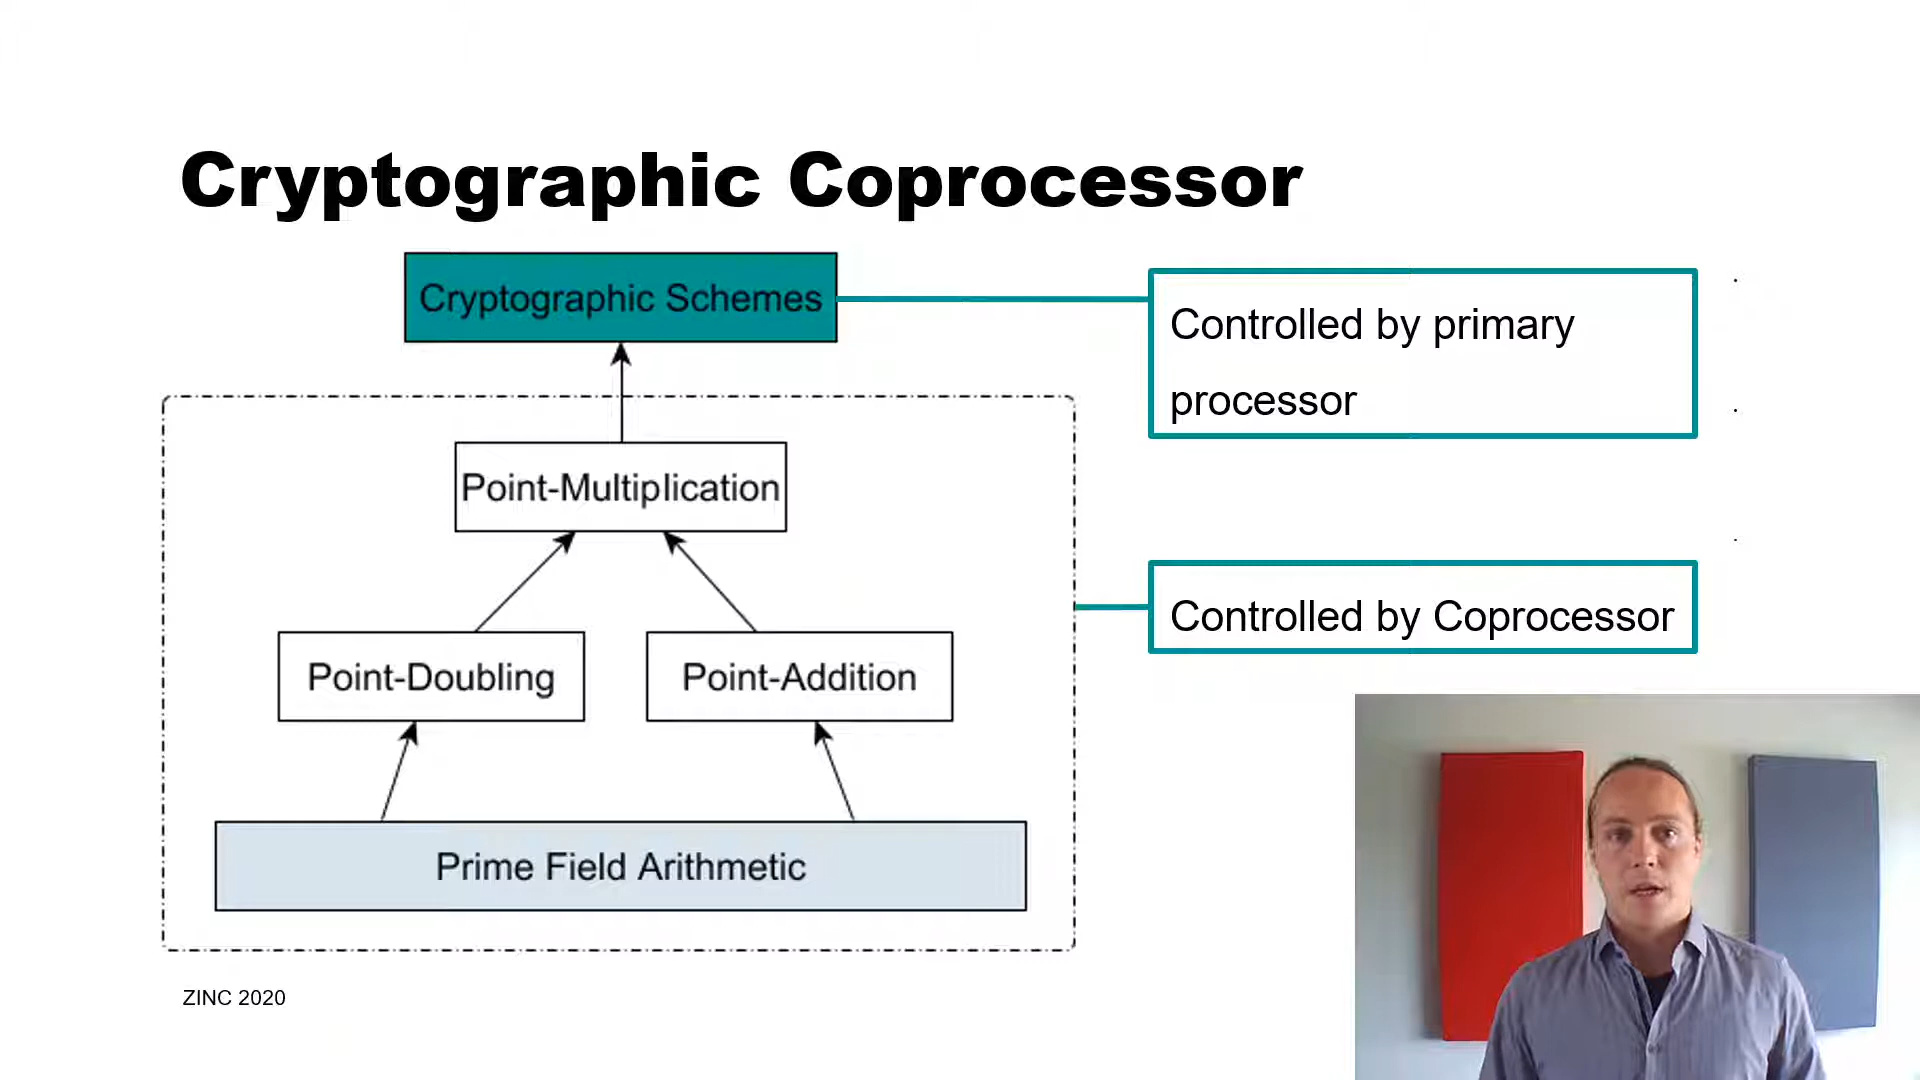 Cryptographic Coprocessor
Cryptographic Schemes
Controlled by primary
processor
Point-Multiplication
Controlled by Coprocessor
Point-Doubling
Point-Addition
Prime Field Arithmetic
ZINC 2020